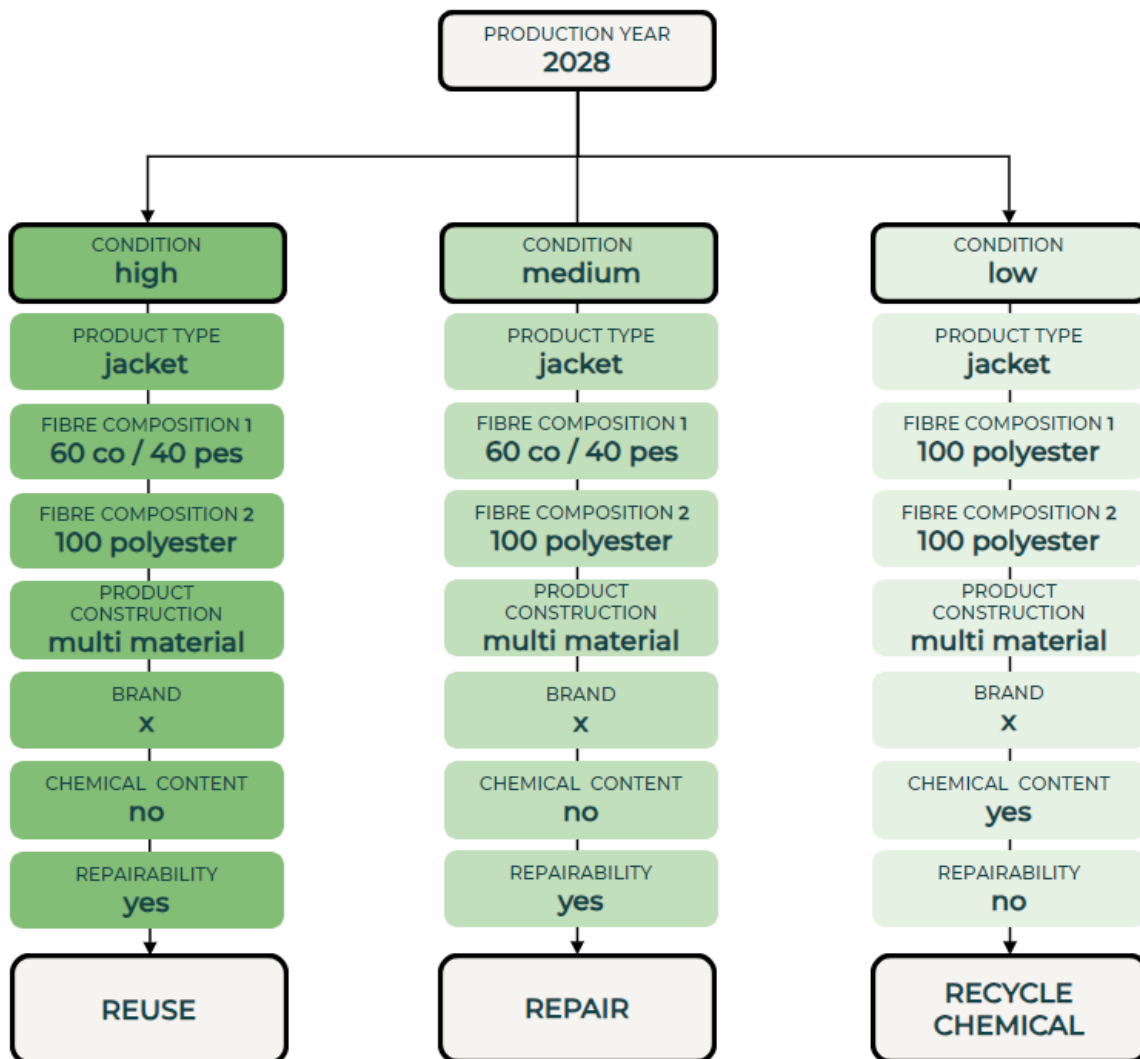 PRODUCTION YEAR
2028
CONDITION
high
PRODUCT TYPE
jacket
FIBRE COMPOSITION 1
60 co / 40 pes
FIBRE COMPOSITION 2
100 polyester
PRODUCT
CONSTRUCTION
multi material
BRAND
x
CHEMICAL CONTENT
no
REPAIRABILITY
yes
REUSE
CONDITION
medium
PRODUCT TYPE
jacket
FIBRE COMPOSITION 1
60 co / 40 pes
FIBRE COMPOSITION 2
100 polyester
PRODUCT
CONSTRUCTION
multi material
BRAND
x
CHEMICAL CONTENT
no
REPAIRABILITY
yes
REPAIR
CONDITION
low
PRODUCT TYPE
jacket
FIBRE COMPOSITION 1
100 polyester
FIBRE COMPOSITION 2
100 polyester
PRODUCT
CONSTRUCTION
multi material
BRAND
x
CHEMICAL CONTENT
yes
REPAIRABILITY
no
RECYCLE
CHEMICAL